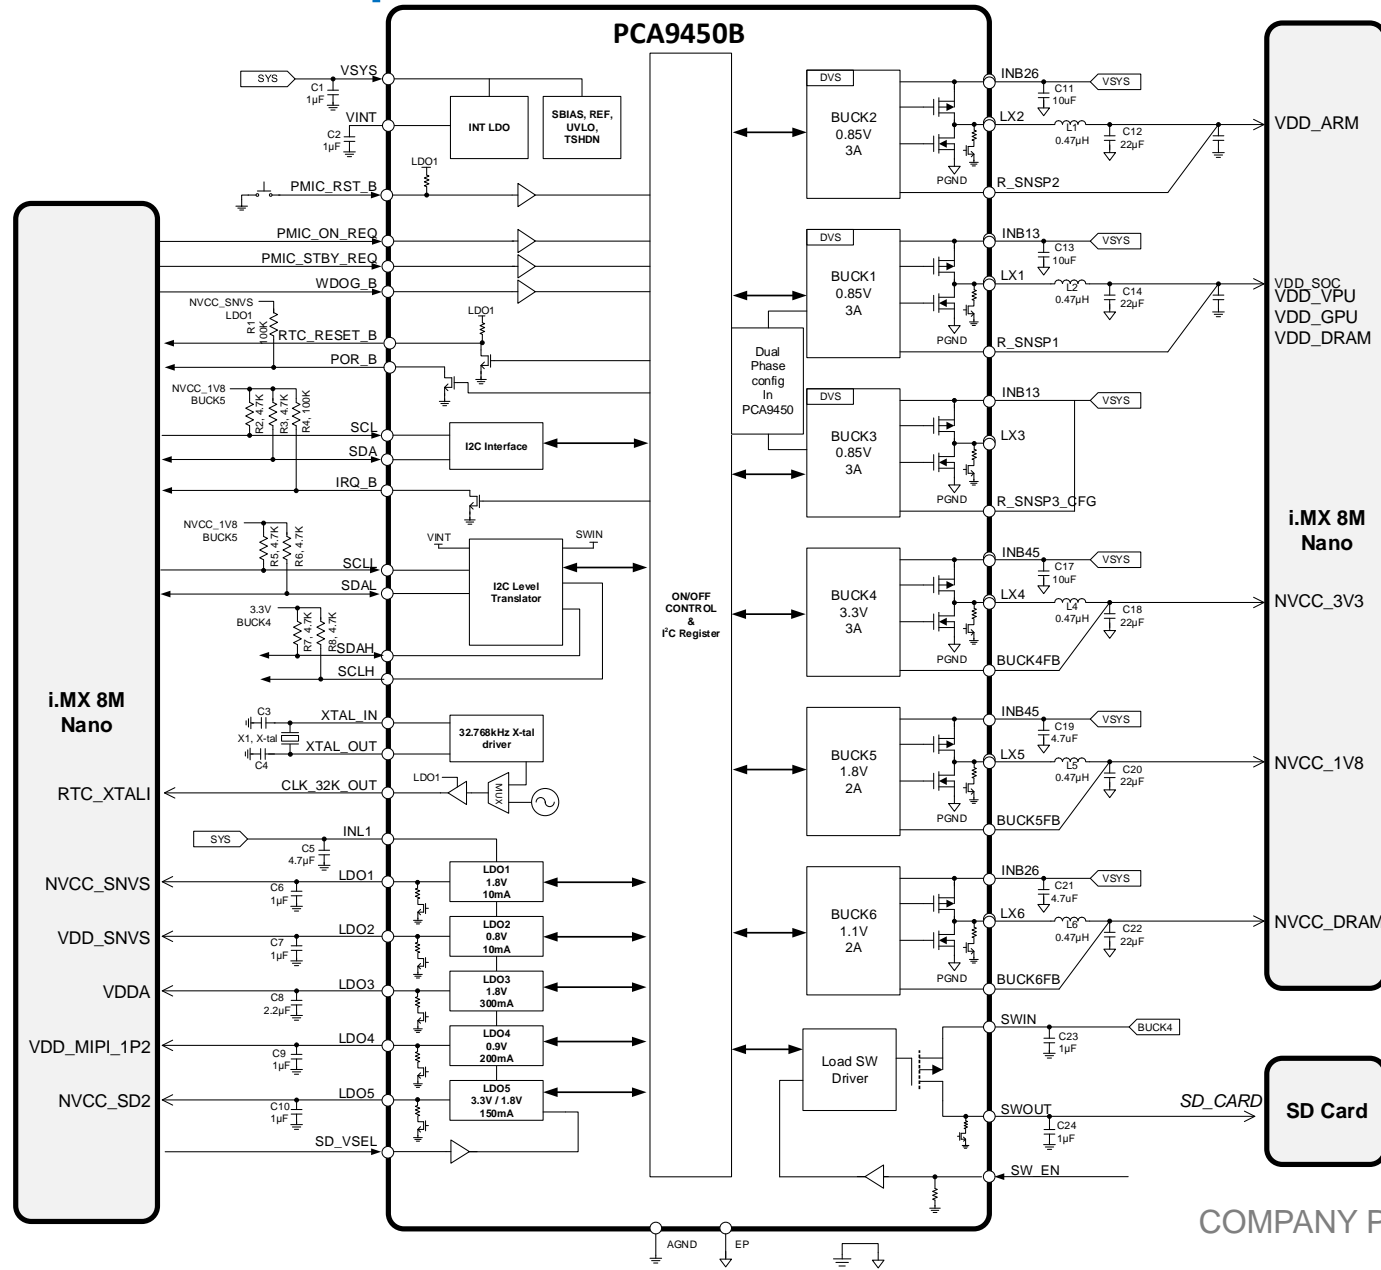 PCA9450B
SYS
VSYS
C1
1µF
VINT
C2
1µF
INT LDO
SBIAS, REF,
UVLO,
TSHDN
LDO1
PMIC_RST_B
PMIC_ON_REQ
PMIC_STBY_REQ
WDOG_B
NVCC_SNVS
LDO1
R1
100K
LDO1
RTC_RESET_B
POR_B
NVCC_1V8
BUCK5
R2, 4.7K
R3, 4.7K
R4, 100K
SCL
SDA
IRQ_B
I2C Interface
NVCC_1V8
BUCK5
R5, 4.7K
R6, 4.7K
SCLL
SDAL
VINT
SWIN
I2C Level
Translator
3.3V
BUCK4
R7, 4.7K
R8, 4.7K
SDAH
SCLH
i.MX 8M
Nano
C3
XTAL_IN
X1, X-tal
XTAL_OUT
C4
32.768kHz X-tal
driver
LDO1
MUX
CLK_32K_OUT
RTC_XTALI
SYS
INL1
C5
4.7µF
NVCC_SNVS
C6
1µF
LDO1
LDO1
1.8V
10mA
VDD_SNVS
C7
1µF
LDO2
LDO2
0.8V
10mA
VDDA
C8
2.2µF
LDO3
LDO3
1.8V
300mA
VDD_MIPI_1P2
C9
1µF
LDO4
LDO4
0.9V
200mA
NVCC_SD2
C10
1µF
LDO5
LDO5
3.3V / 1.8V
150mA
SD_VSEL
ON/OFF
CONTROL
&
I²C Register
Dual
Phase
config
In
PCA9450
DVS
BUCK2
0.85V
3A
PGND
INB26
VSYS
C11
10uF
LX2
L1
0.47µH
C12
22µF
R_SNSP2
VDD_ARM
DVS
BUCK1
0.85V
3A
PGND
INB13
VSYS
C13
10uF
LX1
L2
0.47µH
C14
22µF
R_SNSP1
VDD_SOC
VDD_VPU
VDD_GPU
VDD_DRAM
DVS
BUCK3
0.85V
3A
PGND
INB13
VSYS
LX3
R_SNSP3_CFG
i.MX 8M
Nano
BUCK4
3.3V
3A
PGND
INB45
VSYS
C17
10uF
LX4
L4
0.47µH
C18
22µF
BUCK4FB
NVCC_3V3
BUCK5
1.8V
2A
PGND
INB45
VSYS
C19
4.7uF
LX5
L5
0.47µH
C20
22µF
BUCK5FB
NVCC_1V8
BUCK6
1.1V
2A
PGND
INB26
VSYS
C21
4.7uF
LX6
L6
0.47µH
C22
22µF
BUCK6FB
NVCC_DRAM
Load SW
Driver
SWIN
BUCK4
C23
1µF
SWOUT
C24
1µF
SD_CARD
SD Card
SW_EN
AGND
EP
COMPANY P